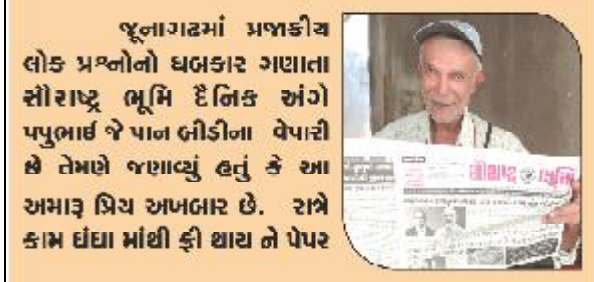 જૂનાગઢમાં પ્રજાકીય
લોક પ્રશ્નોનો ધબકાર ગણાતા
સૌરાષ્ટ્ર ભૂમિ દૈનિક અંગે
પપુભાઈ જે પાન બીડીના વેપારી
છે તેમણે જણાવ્યું હતું કે આ
અમારૂ પ્રિય અખબાર છે. રાત્રે
કામ ધંધા માંથી ફ્રી થાય ને પેપર
સૌરાષ્ટ્ર ભૂમિ